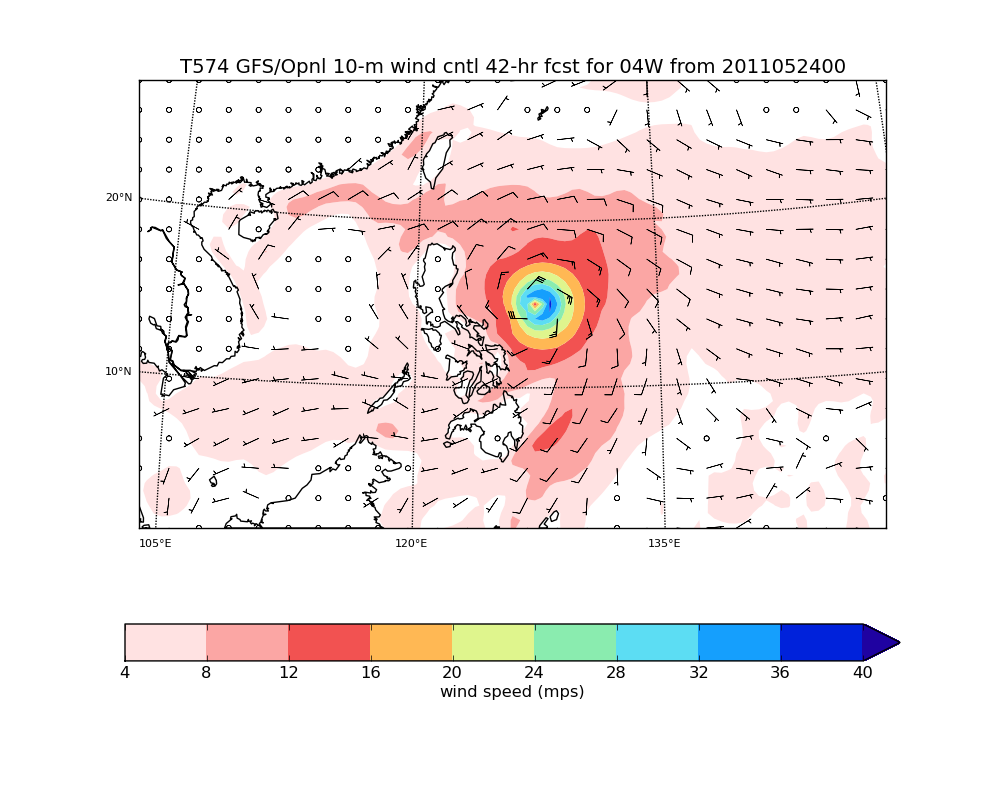 T574 GFS/Opnl 10-m wind cntl 42-hr fcst for 04W from 2011052400
20°N
10°N
105°E 120°E 135°E
4 8 12 16 20 24 28 32 36 40
wind speed (mps)